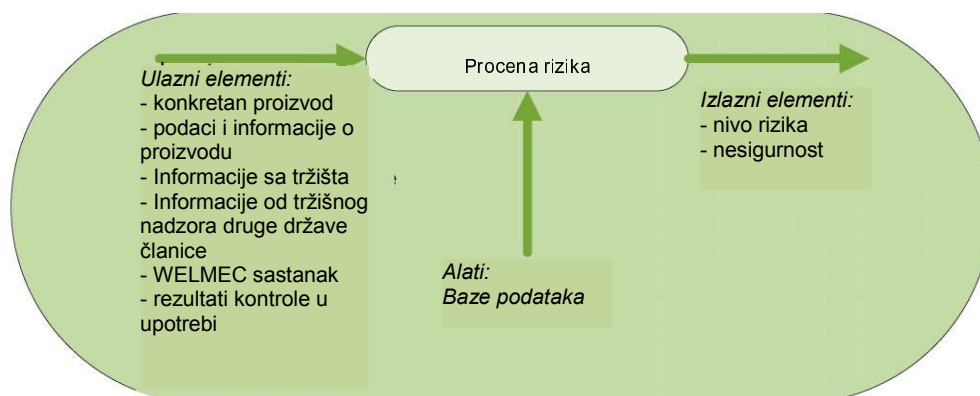 Procena rizika
Ulazni elementi:
- konkretan proizvod
- podaci i informacije o
proizvodu
- Informacije sa tržišta
- Informacije od tržišnog
nadzora druge države
članice
- WELMEC sastanak
- rezultati kontrole u
upotrebi
Alati:
Baze podataka
Izlazni elementi:
- nivo rizika
- nesigurnost